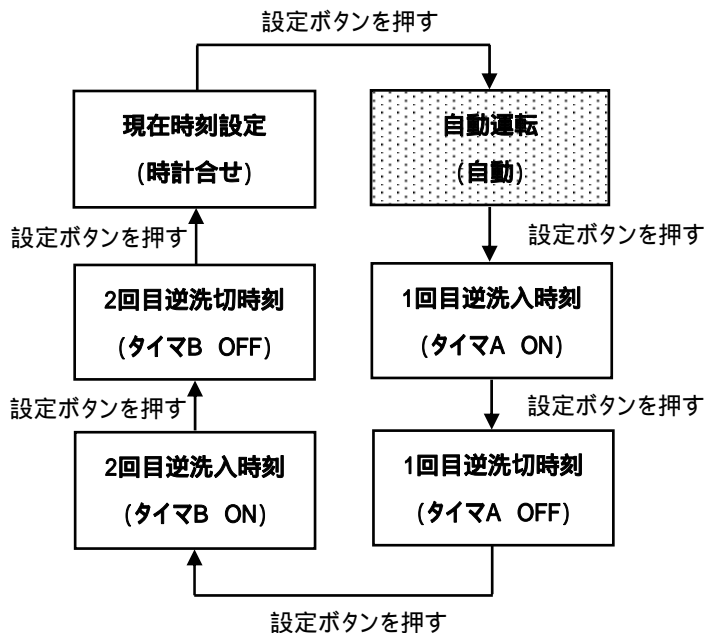 設定ボタンを押す
現在時刻設定
(時計合せ)
自動運転
(自動)
設定ボタンを押す
設定ボタンを押す
2回目逆洗切時刻
(タイマB OFF)
1回目逆洗入時刻
(タイマA ON)
設定ボタンを押す
設定ボタンを押す
2回目逆洗入時刻
(タイマB ON)
1回目逆洗切時刻
(タイマA OFF)
設定ボタンを押す